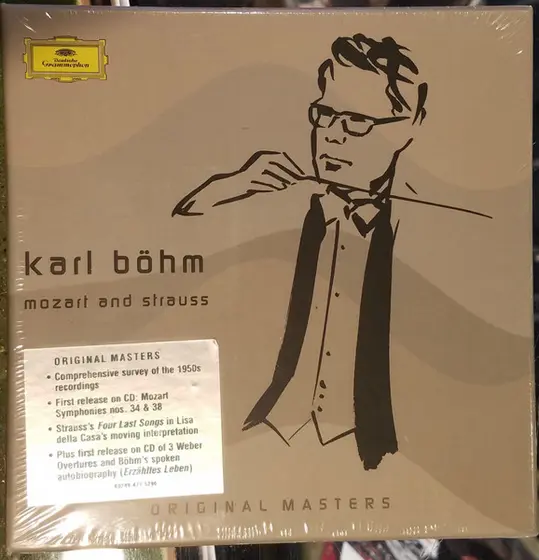 Deutsche
Grammophon
karl böhm
mozart and strauss
ORIGINAL MASTERS
• Comprehensive survey of the 1950s
recordings
• First release on CD: Mozart
Symphonies nos. 34 & 38
• Strauss's Four Last Songs in Lisa
della Casa's moving interpretation
• Plus first release on CD of 3 Weber
Overtures and Böhm's spoken
autobiography (Erzähltes Leben)
ORIGINAL MASTERS